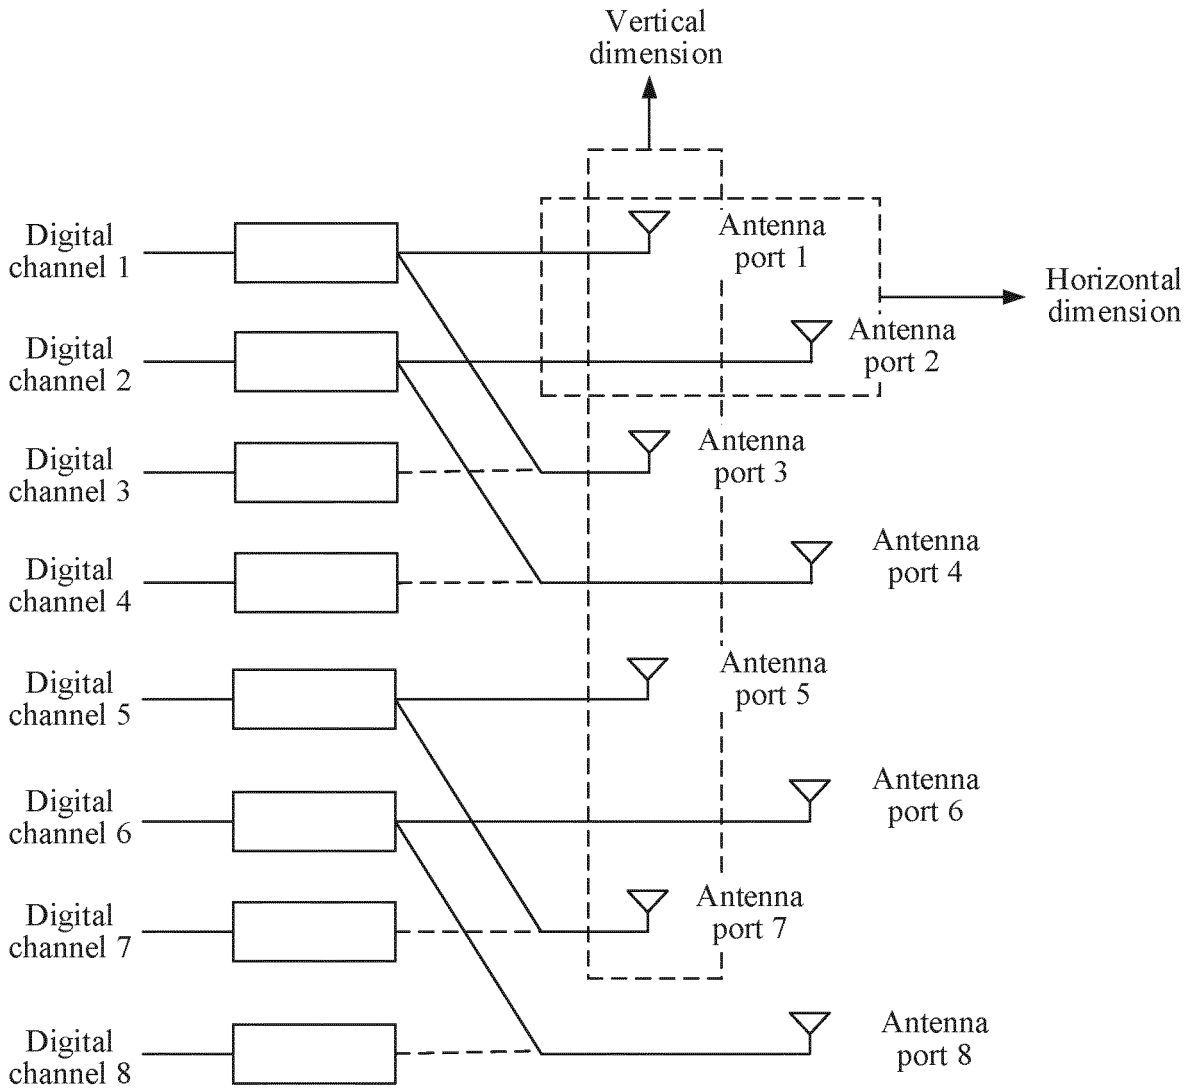 Vertical
dimension
Digital
channel 1
Antenna
port 1
Horizontal
dimension
Digital
channel 2
Antenna
port 2
Digital
channel 3
Antenna
port 3
Digital
channel 4
Antenna
port 4
Digital
channel 5
Antenna
port 5
Digital
channel 6
Antenna
port 6
Digital
channel 7
Antenna
port 7
Digital
channel 8
Antenna
port 8